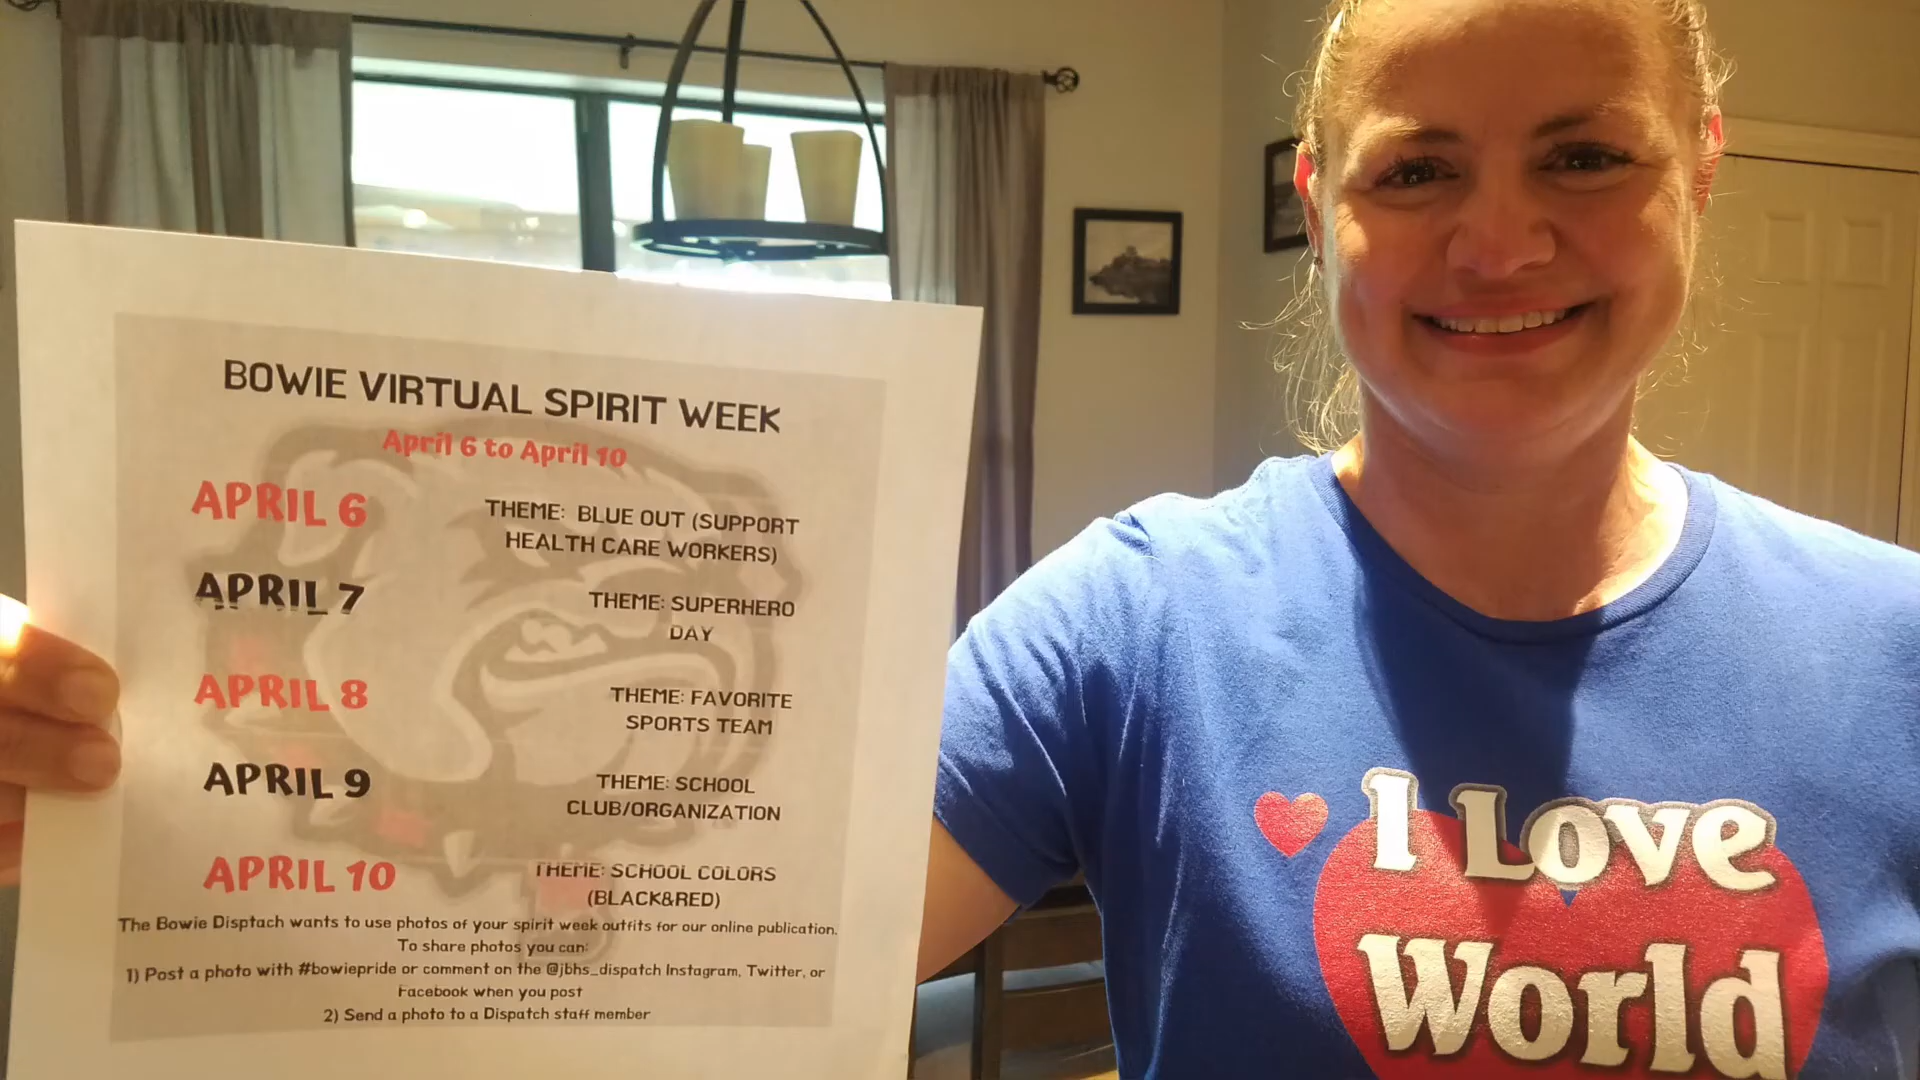 BOWIE VIRTUAL SPIRIT WEEK
April 6 to April 10
APRIL 6
THEME: BLUE OUT (SUPPORT
HEALTH CARE WORKERS)
APRIL 7
THEME: SUPERHERO
DAY
APRIL 8
THEME: FAVORITE
SPORTS TEAM
APRIL 9
THEME: SCHOOL
CLUB/ORGANIZATION
APRIL 10
THEME: SCHOOL COLORS
(BLACK&RED)
The Bowie Disptach wants to use photos of your spirit week outfits for our online publication.
To share photos you can:
1) Post a photo with #bowiepride or comment on the @jbhs_dispatch Instagram, Twitter, or
Facebook when you post
2) Send a photo to a Dispatch staff member
I Love
World